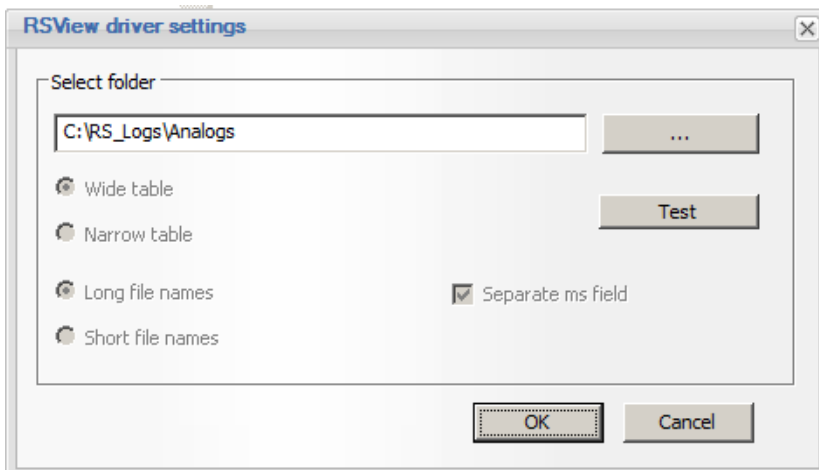 RSView driver settings
Select folder
C:\RS_Logs\Analogs
...
Wide table
Test
Narrow table
Long file names
Separate ms field
Short file names
OK
Cancel